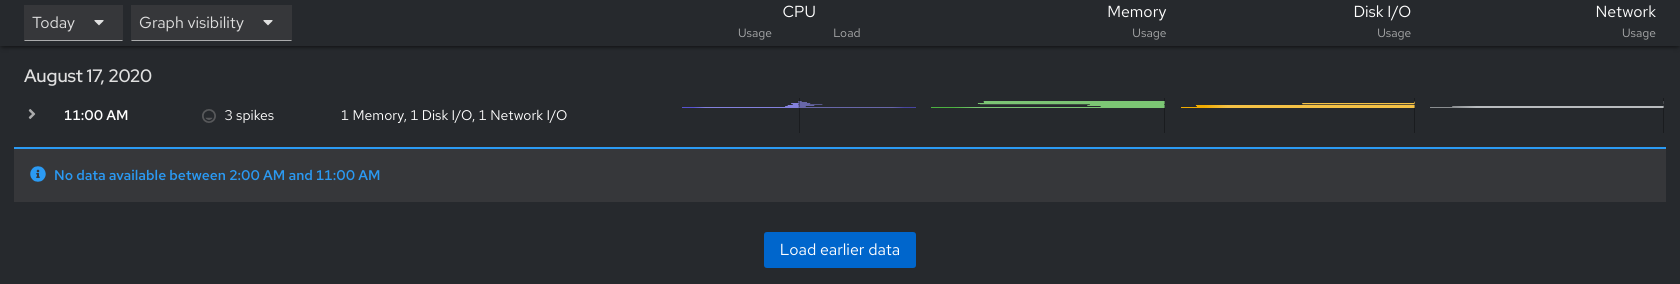 Today
Graph visibility
CPU
Memory
Disk I/O
Network
Usage
Load
Usage
Usage
Usage
August 17, 2020
11:00 AM
3 spikes
1 Memory, 1 Disk I/O, 1 Network I/O
No data available between 2:00 AM and 11:00 AM
Load earlier data